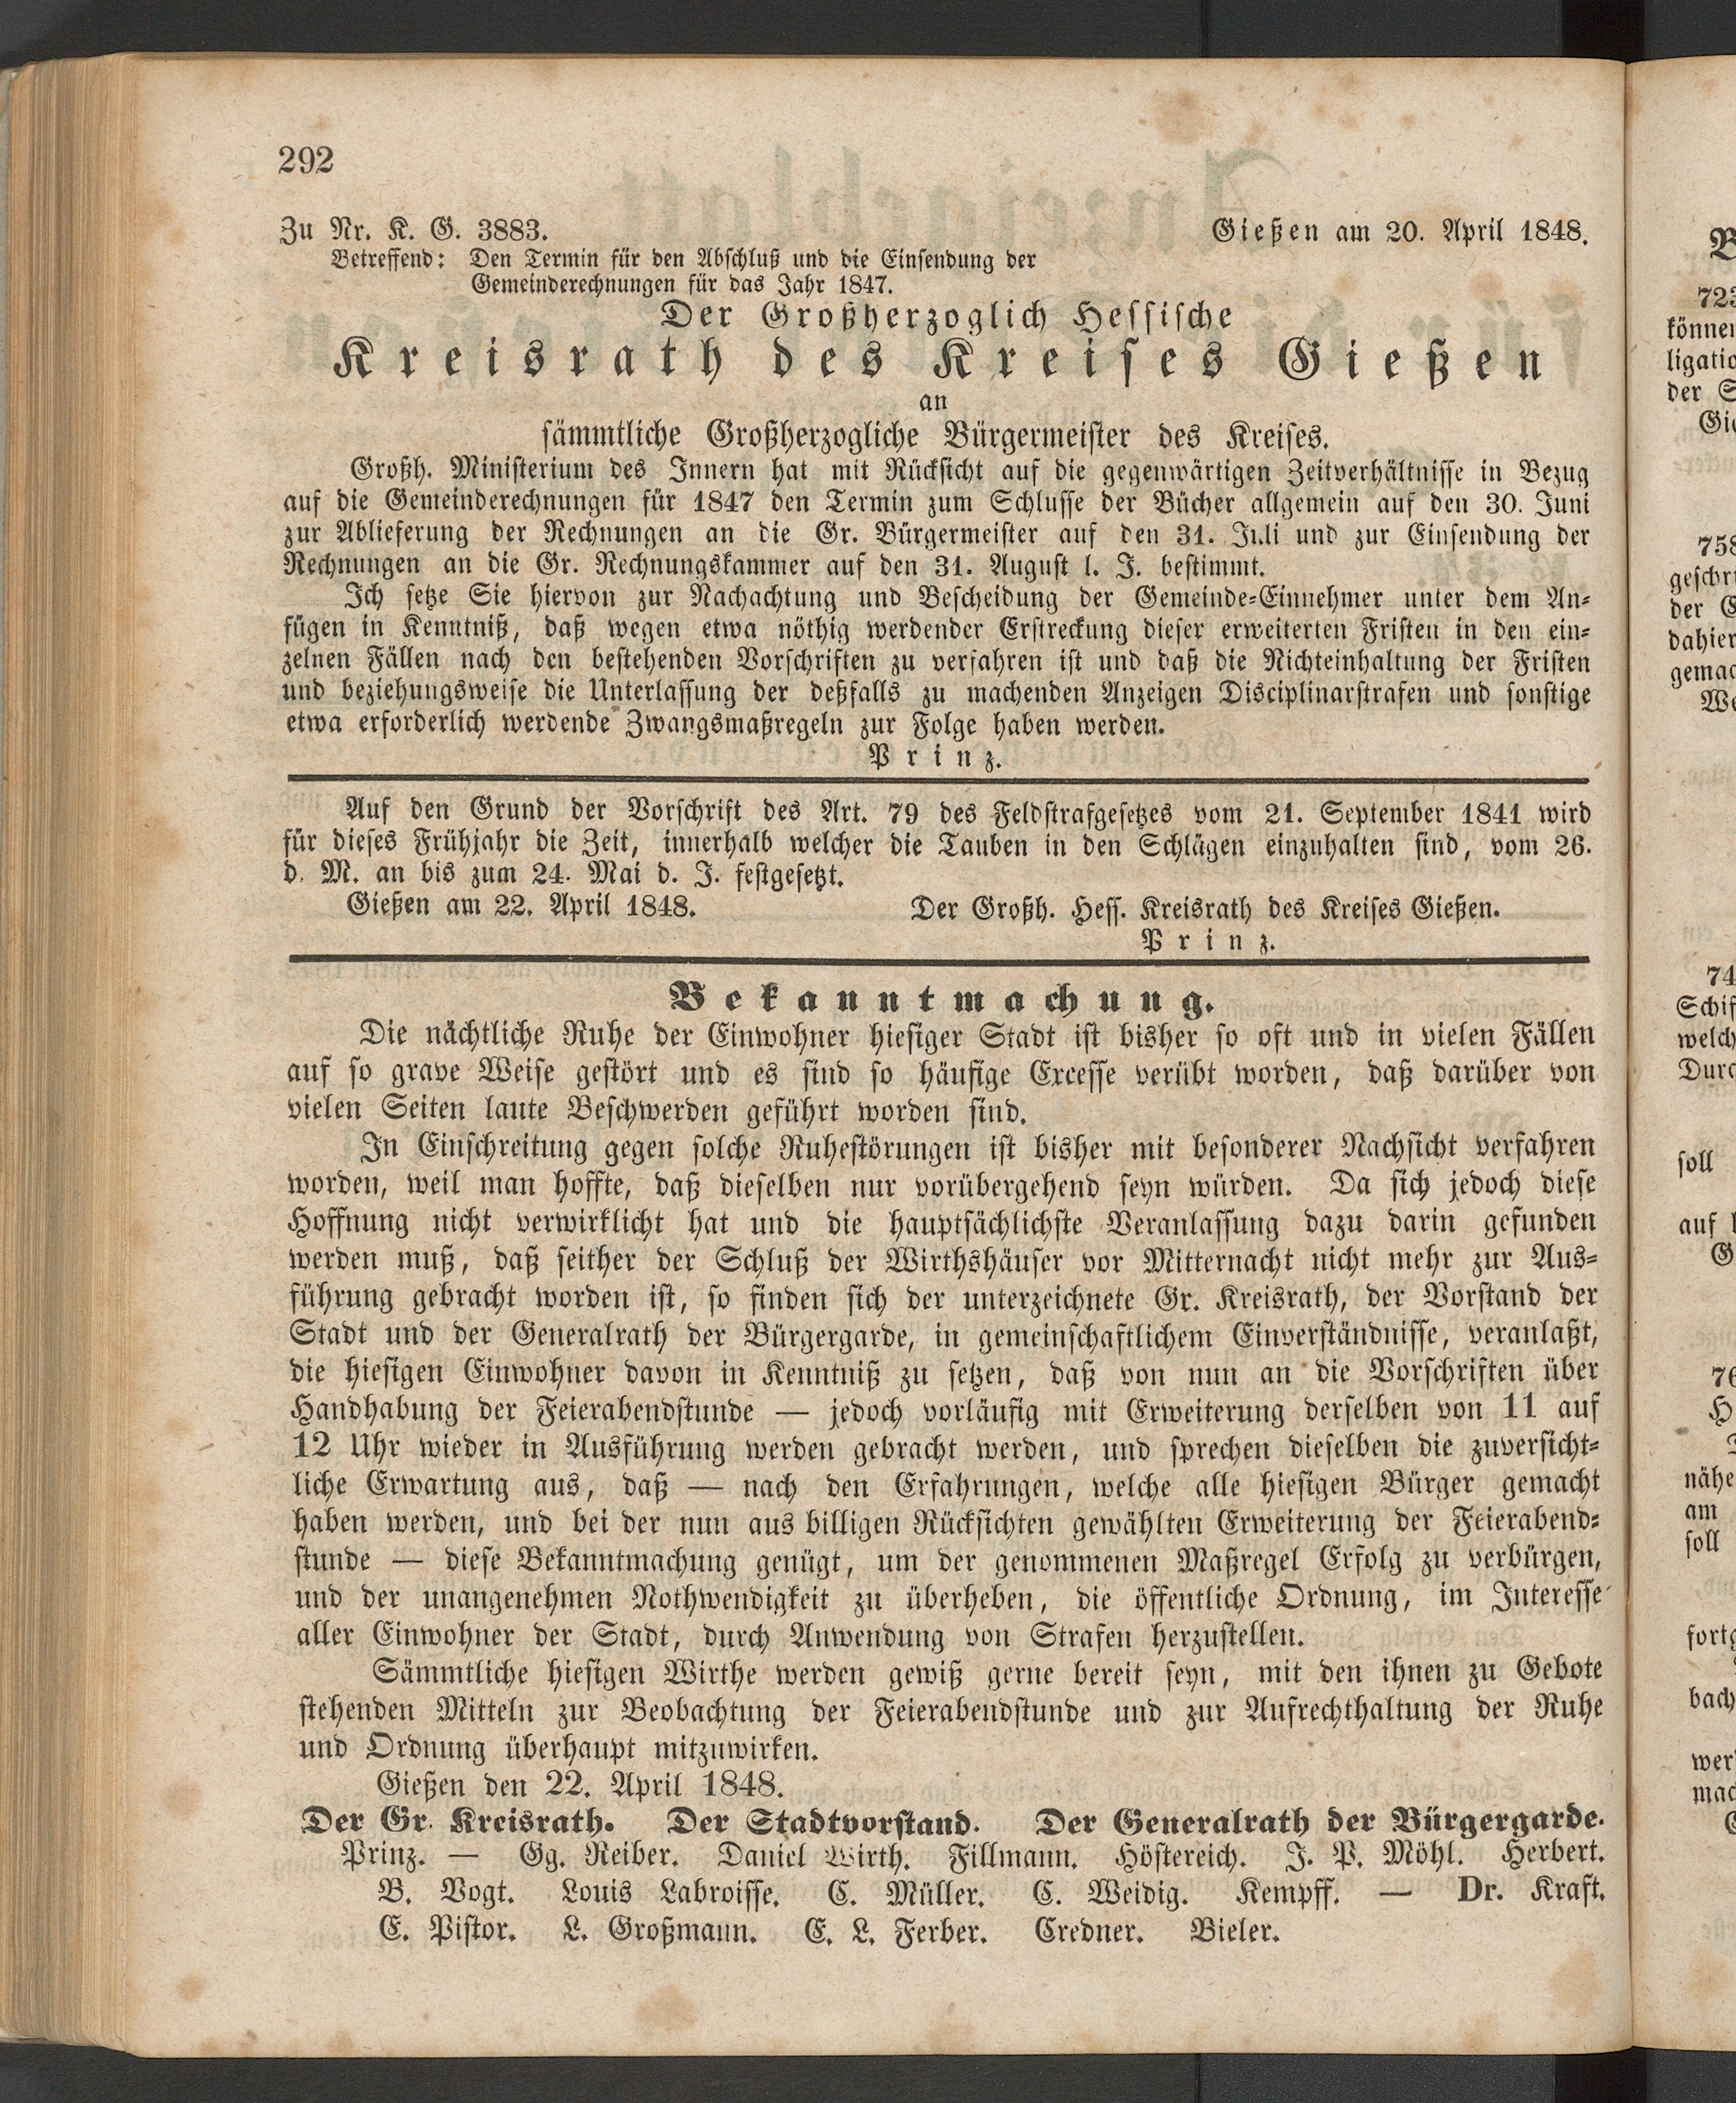 292
Zu Nr. K. G. 3883. Gießen am 20. April 1848.
Betreffend: Den Termin für den Abschluß und die Einsendung der
Gemeinderechnungen für das Jahr 1847.
Der Großherzoglich Hessische
Kreisrath des Kreises Gießen
an
sämmtliche Großherzogliche Bürgermeister des Kreises.
Großh. Ministerium des Innern hat mit Rücksicht auf die gegenwärtigen Zeitverhältnisse in Bezug
auf die Gemeinderechnungen für 1847 den Termin zum Schlusse der Bücher allgemein auf den 30. Juni
zur Ablieferung der Rechnungen an die Gr. Bürgermeister auf den 31. Juli und zur Einsendung der
Rechnungen an die Gr. Rechnungskammer auf den 31. August l. J. bestimmt.
Ich setze Sie hiervon zur Nachachtung und Bescheidung der Gemeinde-Einnehmer unter dem An-
fügen in Kenntniß, daß wegen etwa nöthig werdender Erstreckung dieser erweiterten Fristen in den ein-
zelnen Fällen nach den bestehenden Vorschriften zu verfahren ist und daß die Nichteinhaltung der Fristen
und beziehungsweise die Unterlassung der deßfalls zu machenden Anzeigen Disciplinarstrafen und sonstige
etwa erforderlich werdende Zwangsmaßregeln zur Folge haben werden.
Prinz.
Auf den Grund der Vorschrift des Art. 79 des Feldstrafgesetzes vom 21. September 1841 wird
für dieses Frühjahr die Zeit, innerhalb welcher die Tauben in den Schlägen einzuhalten sind, vom 26.
d. M. an bis zum 24. Mai d. J. festgesetzt.
Gießen am 22. April 1848. Der Großh. Hess. Kreisrath des Kreises Gießen.
Prinz.
Bekanntmachung.
Die nächtliche Ruhe der Einwohner hiesiger Stadt ist bisher so oft und in vielen Fällen
auf so grave Weise gestört und es sind so häufige Excesse verübt worden, daß darüber von
vielen Seiten laute Beschwerden geführt worden sind.
In Einschreitung gegen solche Ruhestörungen ist bisher mit besonderer Nachsicht verfahren
worden, weil man hoffte, daß dieselben nur vorübergehend seyn würden. Da sich jedoch diese
Hoffnung nicht verwirklicht hat und die hauptsächlichste Veranlassung dazu darin gefunden
werden muß, daß seither der Schluß der Wirthshäuser vor Mitternacht nicht mehr zur Aus-
führung gebracht worden ist, so finden sich der unterzeichnete Gr. Kreisrath, der Vorstand der
Stadt und der Generalrath der Bürgergarde, in gemeinschaftlichem Einverständnisse, veranlaßt,
die hiesigen Einwohner davon in Kenntniß zu setzen, daß von nun an die Vorschriften über
Handhabung der Feierabendstunde — jedoch vorläufig mit Erweiterung derselben von 11 auf
12 Uhr wieder in Ausführung werden gebracht werden, und sprechen dieselben die zuversicht-
liche Erwartung aus, daß — nach den Erfahrungen, welche alle hiesigen Bürger gemacht
haben werden, und bei der nun aus billigen Rücksichten gewählten Erweiterung der Feierabend-
stunde — diese Bekanntmachung genügt, um der genommenen Maßregel Erfolg zu verbürgen,
und der unangenehmen Nothwendigkeit zu überheben, die öffentliche Ordnung, im Interesse
aller Einwohner der Stadt, durch Anwendung von Strafen herzustellen.
Sämmtliche hiesigen Wirthe werden gewiß gerne bereit seyn, mit den ihnen zu Gebote
stehenden Mitteln zur Beobachtung der Feierabendstunde und zur Aufrechthaltung der Ruhe
und Ordnung überhaupt mitzuwirken.
Gießen den 22. April 1848.
Der Gr. Kreisrath. Der Stadtvorstand. Der Generalrath der Bürgergarde.
Prinz. — Gg. Reiber. Daniel Wirth. Fillmann. Höstereich. J. P. Möhl. Herbert.
B. Vogt. Louis Labroisse. C. Müller. C. Weidig. Kempff. — Dr. Kraft.
C. Pistor. L. Großmann. E. L. Ferber. Credner. Bieler.